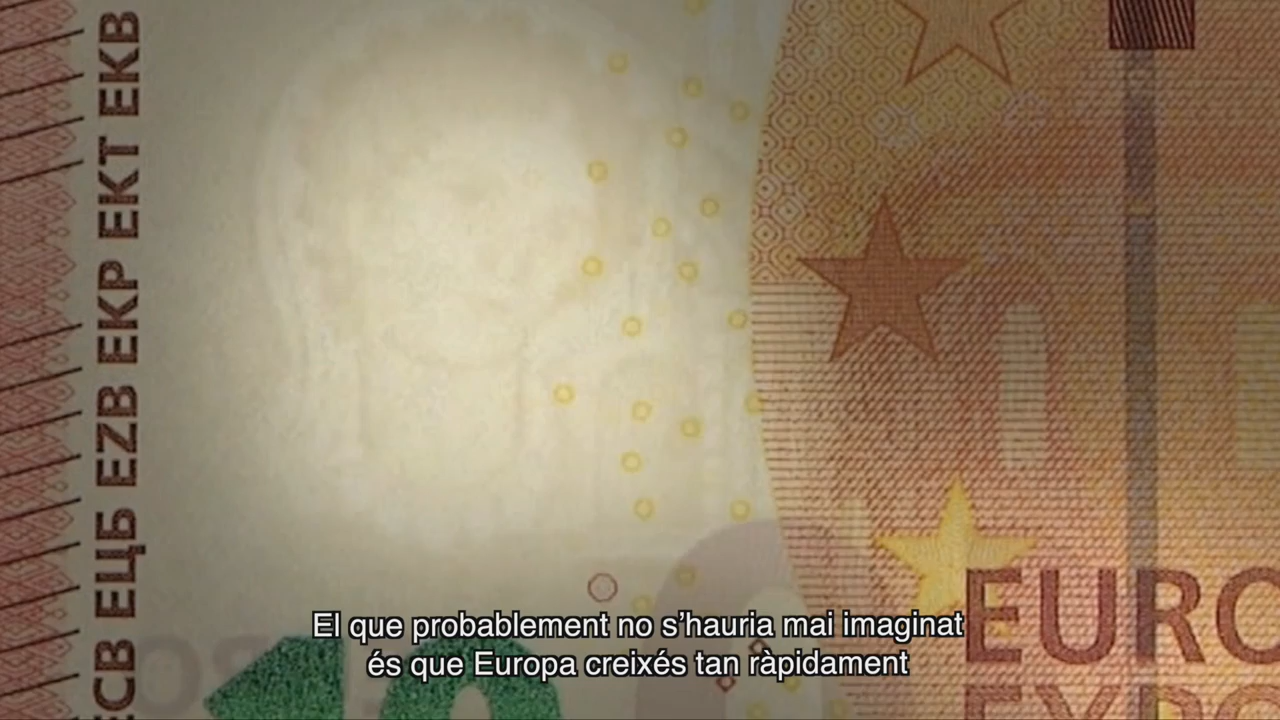 ECB ЕЦБ EZB EKP EKT EKB
EURO
10
El que probablement no s’hauria mai imaginat
és que Europa creixés tan ràpidament